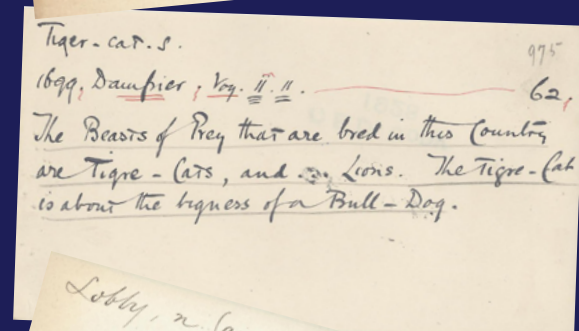 Tiger-cat. s.
975
1699, Dampier, Voy. II. II. 62,
The Beasts of Prey that are bred in this Country
are Tigre-Cats, and Lions. The Tigre-Cat
is about the bigness of a Bull-Dog.
Lobby, n.